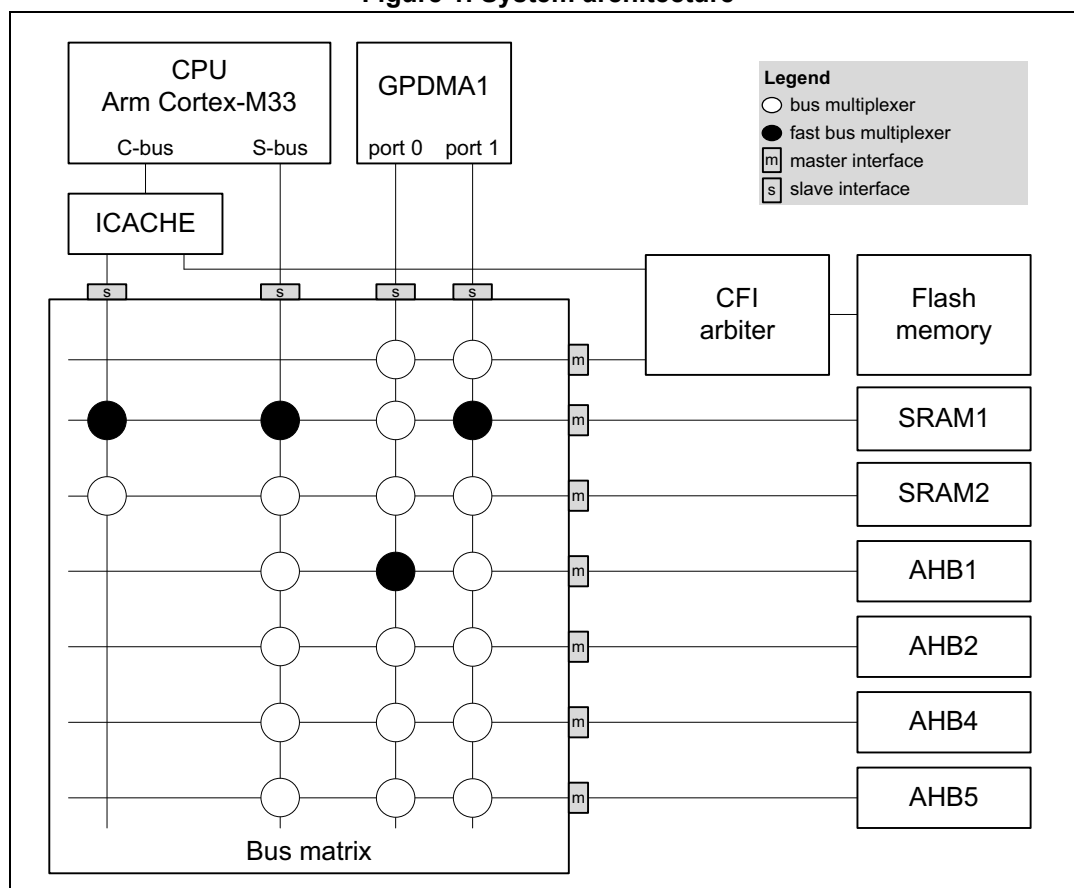 Figure 1. System architecture
CPU
Arm Cortex-M33
C-bus S-bus
GPDMA1
port 0 port 1
Legend
bus multiplexer
fast bus multiplexer
m master interface
s slave interface
ICACHE
s s s s
CFI
arbiter
Flash
memory
m
m SRAM1
m SRAM2
m AHB1
m AHB2
m AHB4
m AHB5
Bus matrix